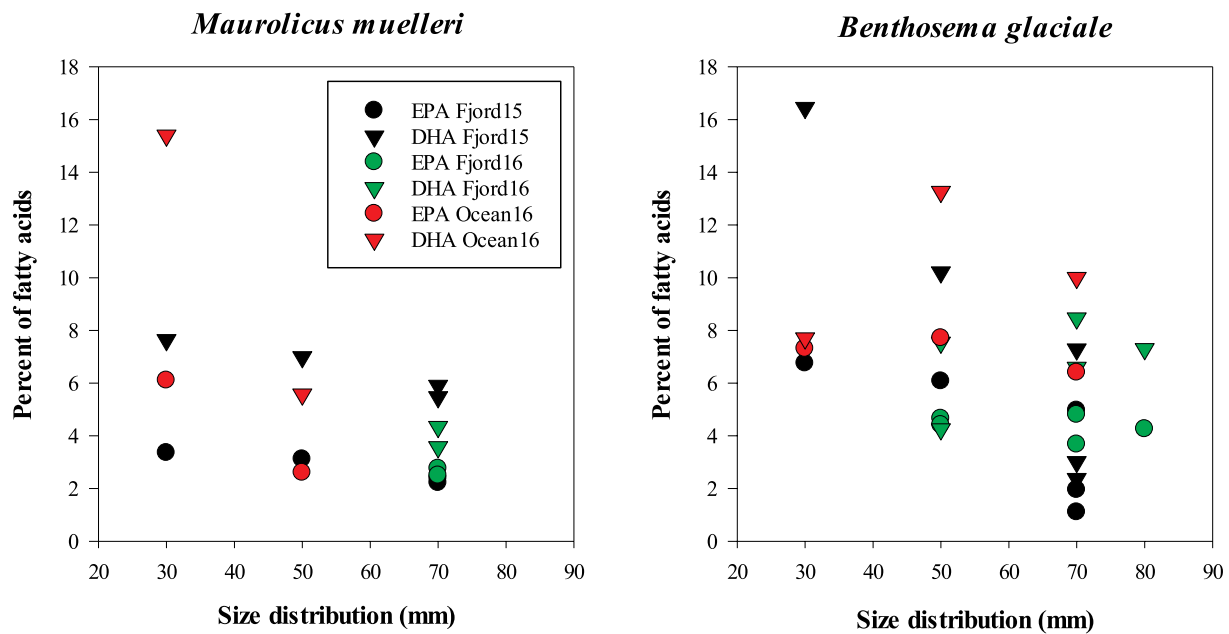 Maurolicus muelleri
Percent of fatty acids
18
16
14
12
10
8
6
4
2
0
EPA Fjord15
DHA Fjord15
EPA Fjord16
DHA Fjord16
EPA Ocean16
DHA Ocean16
20 30 40 50 60 70 80 90
Size distribution (mm)
Benthosema glaciale
Percent of fatty acids
18
16
14
12
10
8
6
4
2
0
20 30 40 50 60 70 80 90
Size distribution (mm)